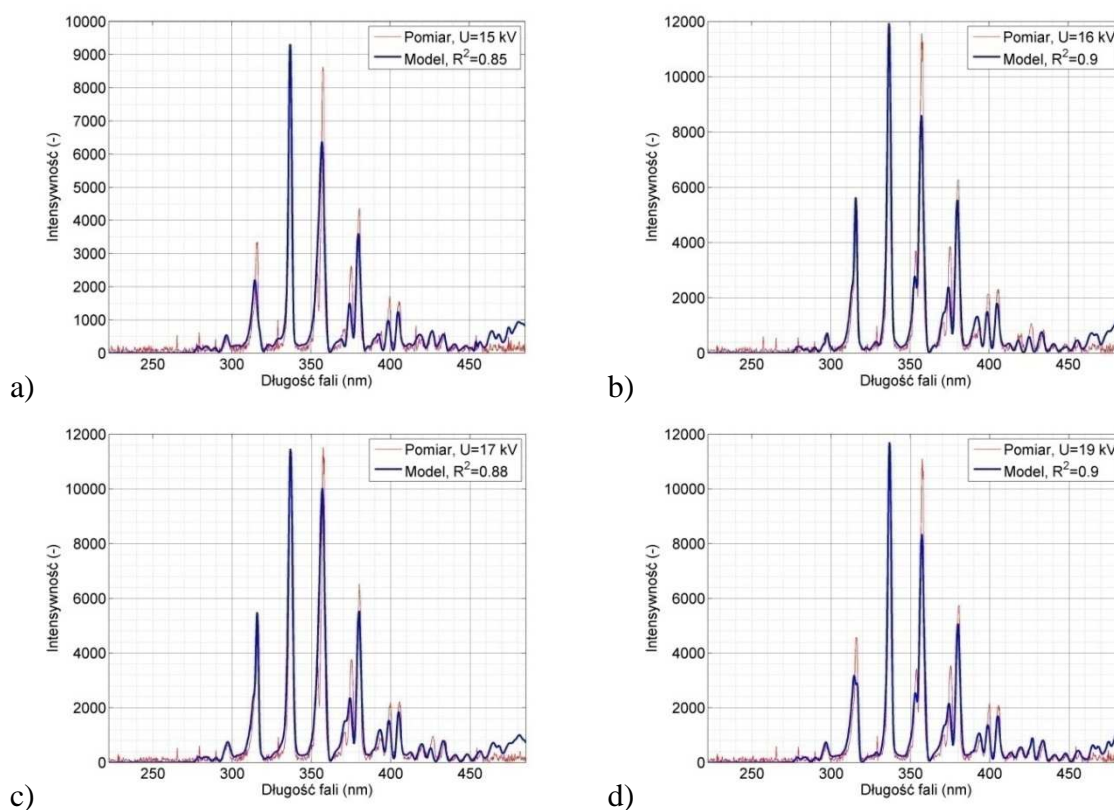 10000
9000
8000
7000
6000
5000
4000
3000
2000
1000
0
Intensywność (-)
Pomiar, U=15 kV
Model, R²=0.85
250 300 350 400 450
Długość fali (nm)
a)
12000
10000
8000
6000
4000
2000
0
Intensywność (-)
Pomiar, U=16 kV
Model, R²=0.9
250 300 350 400 450
Długość fali (nm)
b)
12000
10000
8000
6000
4000
2000
0
Intensywność (-)
Pomiar, U=17 kV
Model, R²=0.88
250 300 350 400 450
Długość fali (nm)
c)
12000
10000
8000
6000
4000
2000
0
Intensywność (-)
Pomiar, U=19 kV
Model, R²=0.9
250 300 350 400 450
Długość fali (nm)
d)